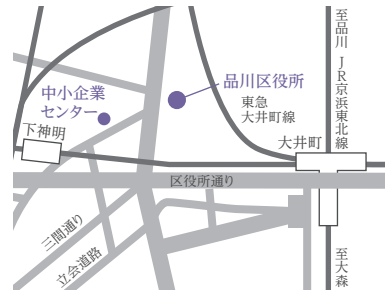 至品川 JR京浜東北線
品川区役所
中小企業
センター
東急
大井町線
下神明
大井町
区役所通り
三間通り
立会道路
至大森